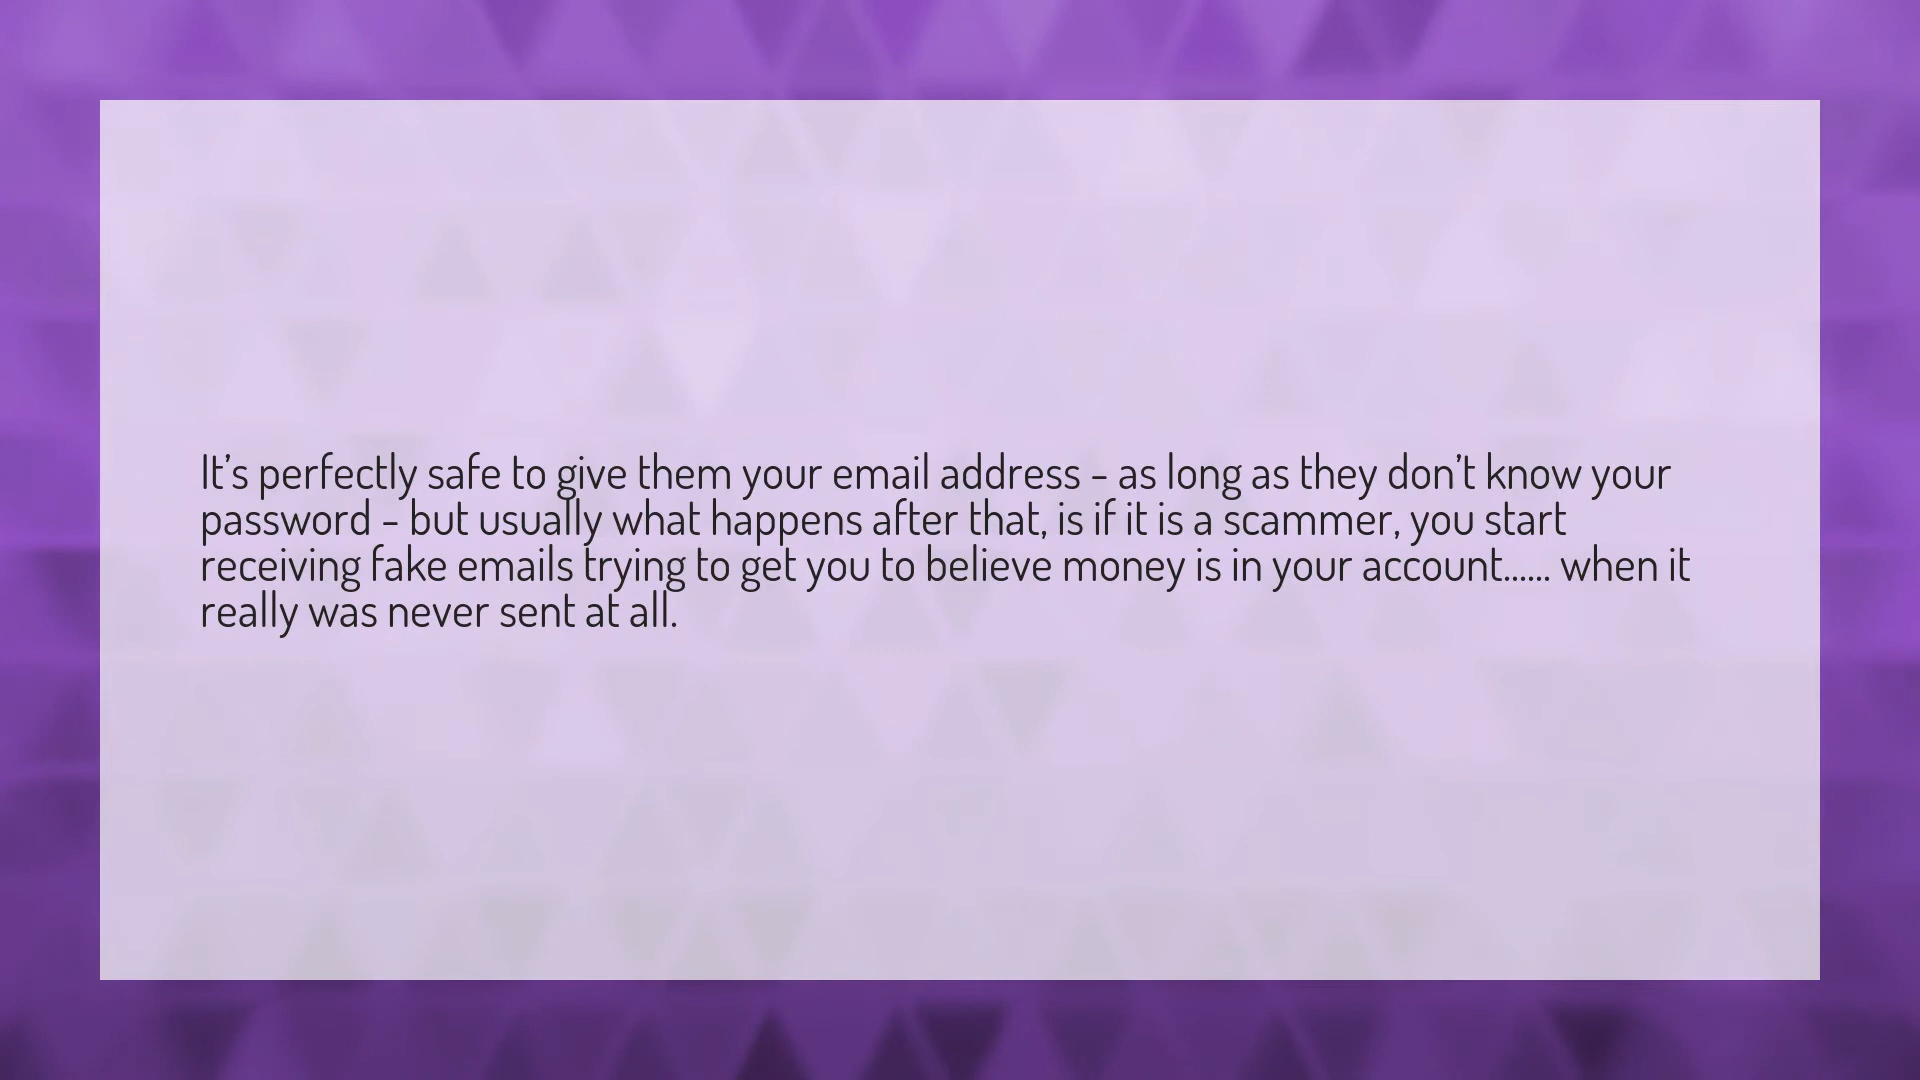 It's perfectly safe to give them your email address – as long as they don't know your
password – but usually what happens after that, is if it is a scammer, you start
receiving fake emails trying to get you to believe money is in your account…… when it
really was never sent at all.